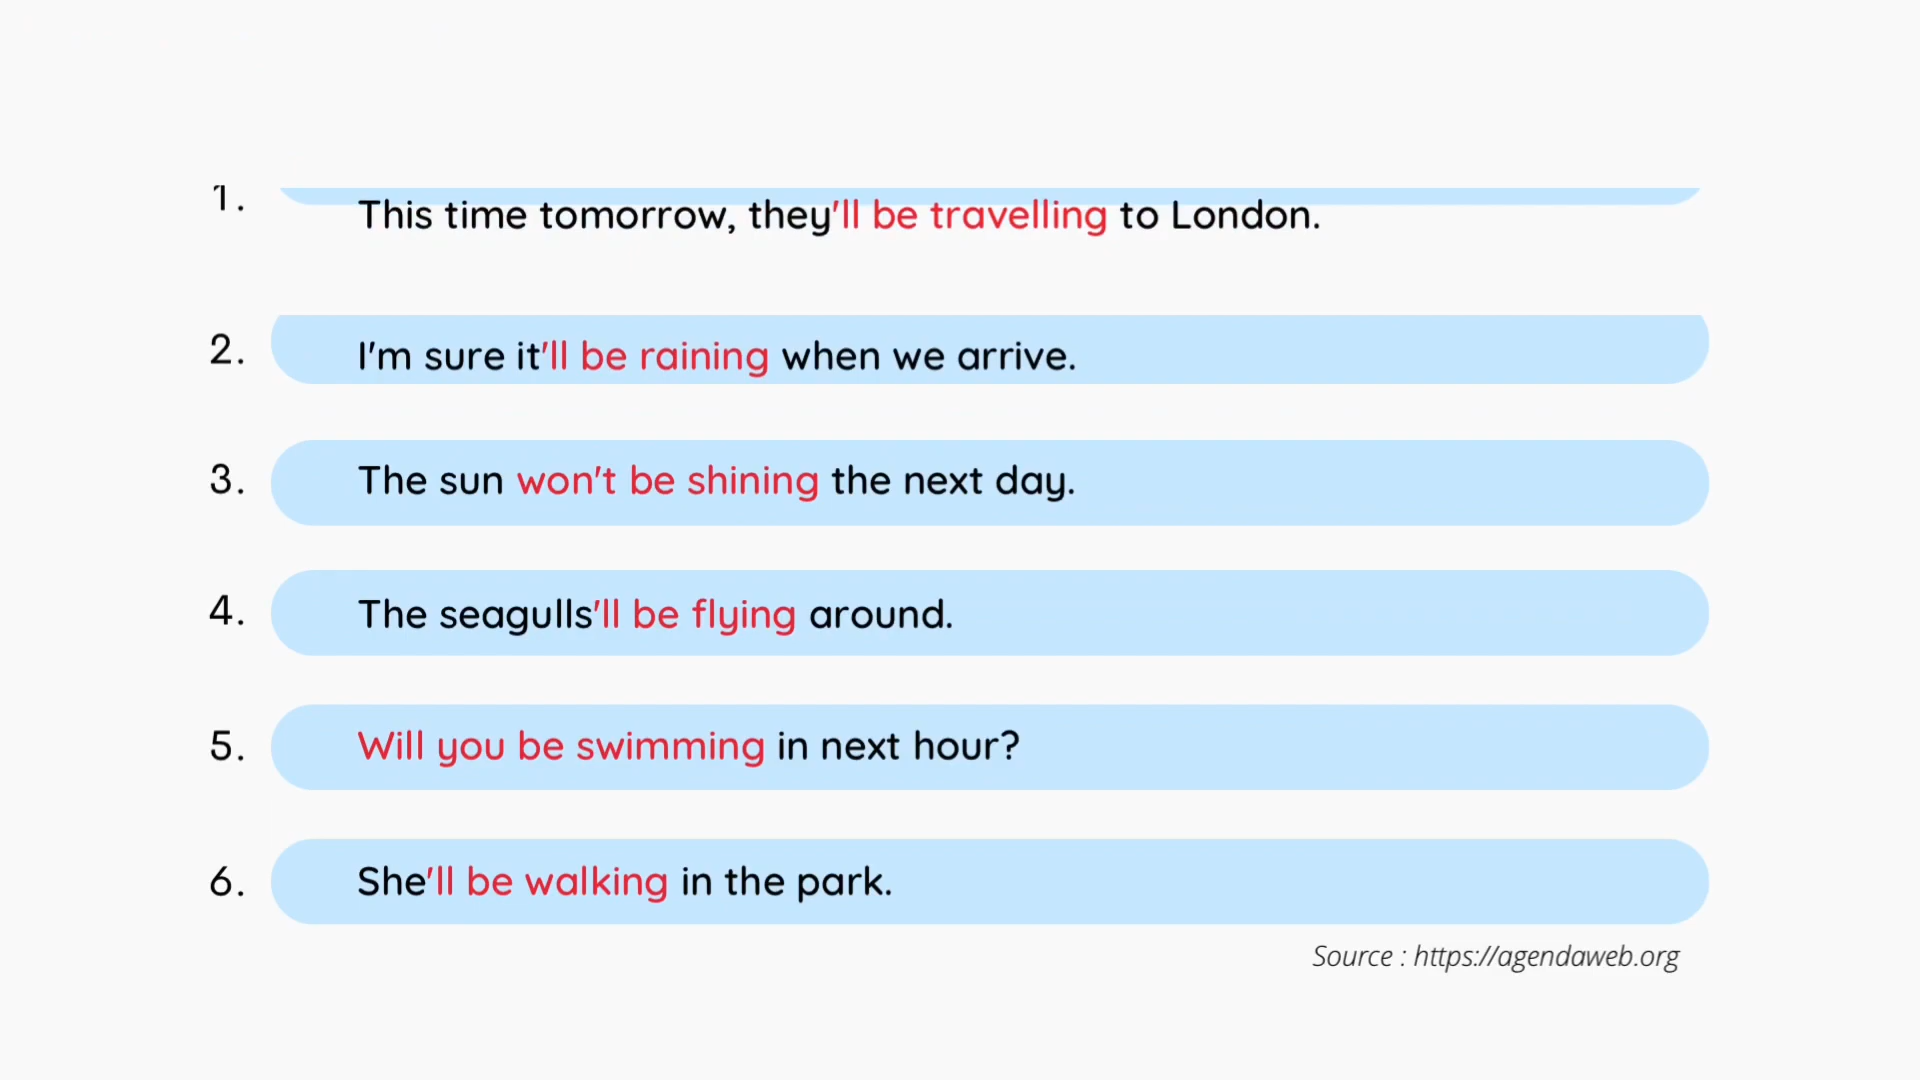 1. This time tomorrow, they'll be travelling to London.
2. I'm sure it'll be raining when we arrive.
3. The sun won't be shining the next day.
4. The seagulls'll be flying around.
5. Will you be swimming in next hour?
6. She'll be walking in the park.
Source : https://agendaweb.org